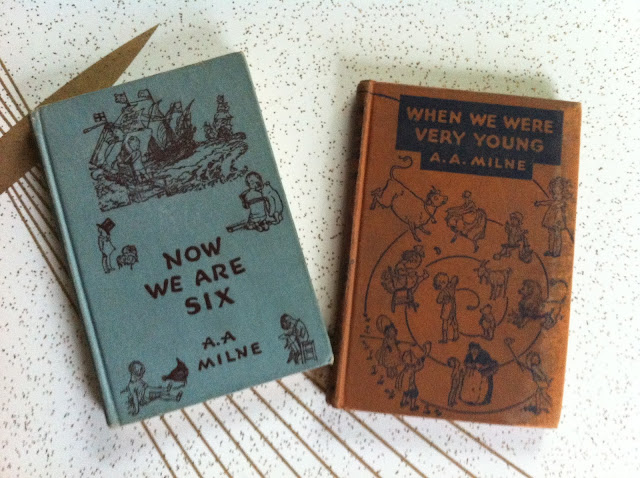 NOW
WE ARE
SIX
A.A
MILNE
WHEN WE WERE
VERY YOUNG
A.A. MILNE